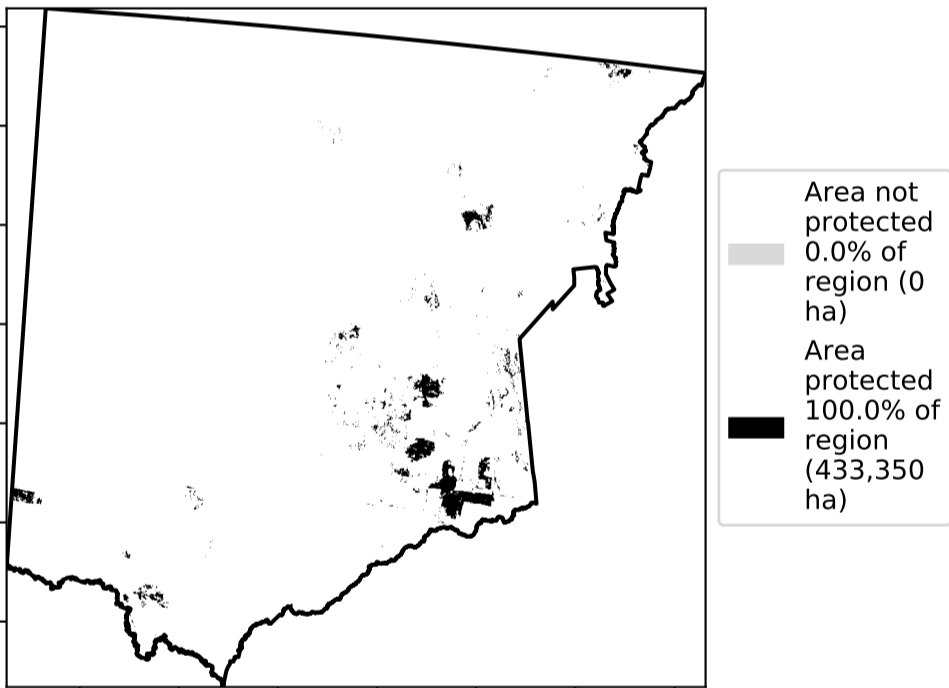 Area not
protected
0.0% of
region (0
ha)
Area
protected
100.0% of
region
(433,350
ha)